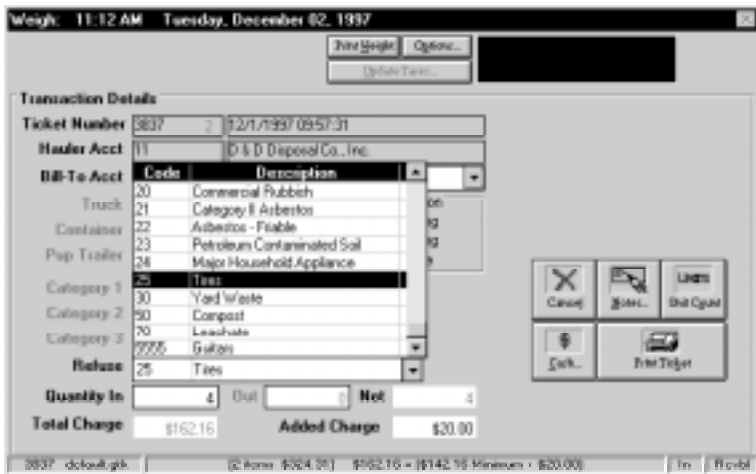 Weigh: 11:12 AM Tuesday, December 02, 1997
Print Weight Options...
Update Tares...
Transaction Details
Ticket Number 3837 2 12/1/1997 09:57:31
Hauler Acct 11 D & D Disposal Co., Inc.
Bill-To Acct Code Description
Truck 20 Commercial Rubbish
21 Category II Asbestos
Container 22 Asbestos - Friable
23 Petroleum Contaminated Soil
Pup Trailer 24 Major Household Appliance
Category 1 25 Tires
30 Yard Waste
Category 2 50 Compost
Category 3 79 Leachate
5555 Guitars
Refuse 25 Tires
Cancel Notes... Unit Count
Cash... Print Ticket
Quantity In 4 Out 0 Net 4
Total Charge $162.16 Added Charge $20.00
3837 default.gtk (2 items $324.31) $162.16 = ($142.16 Minimum + $20.00) In